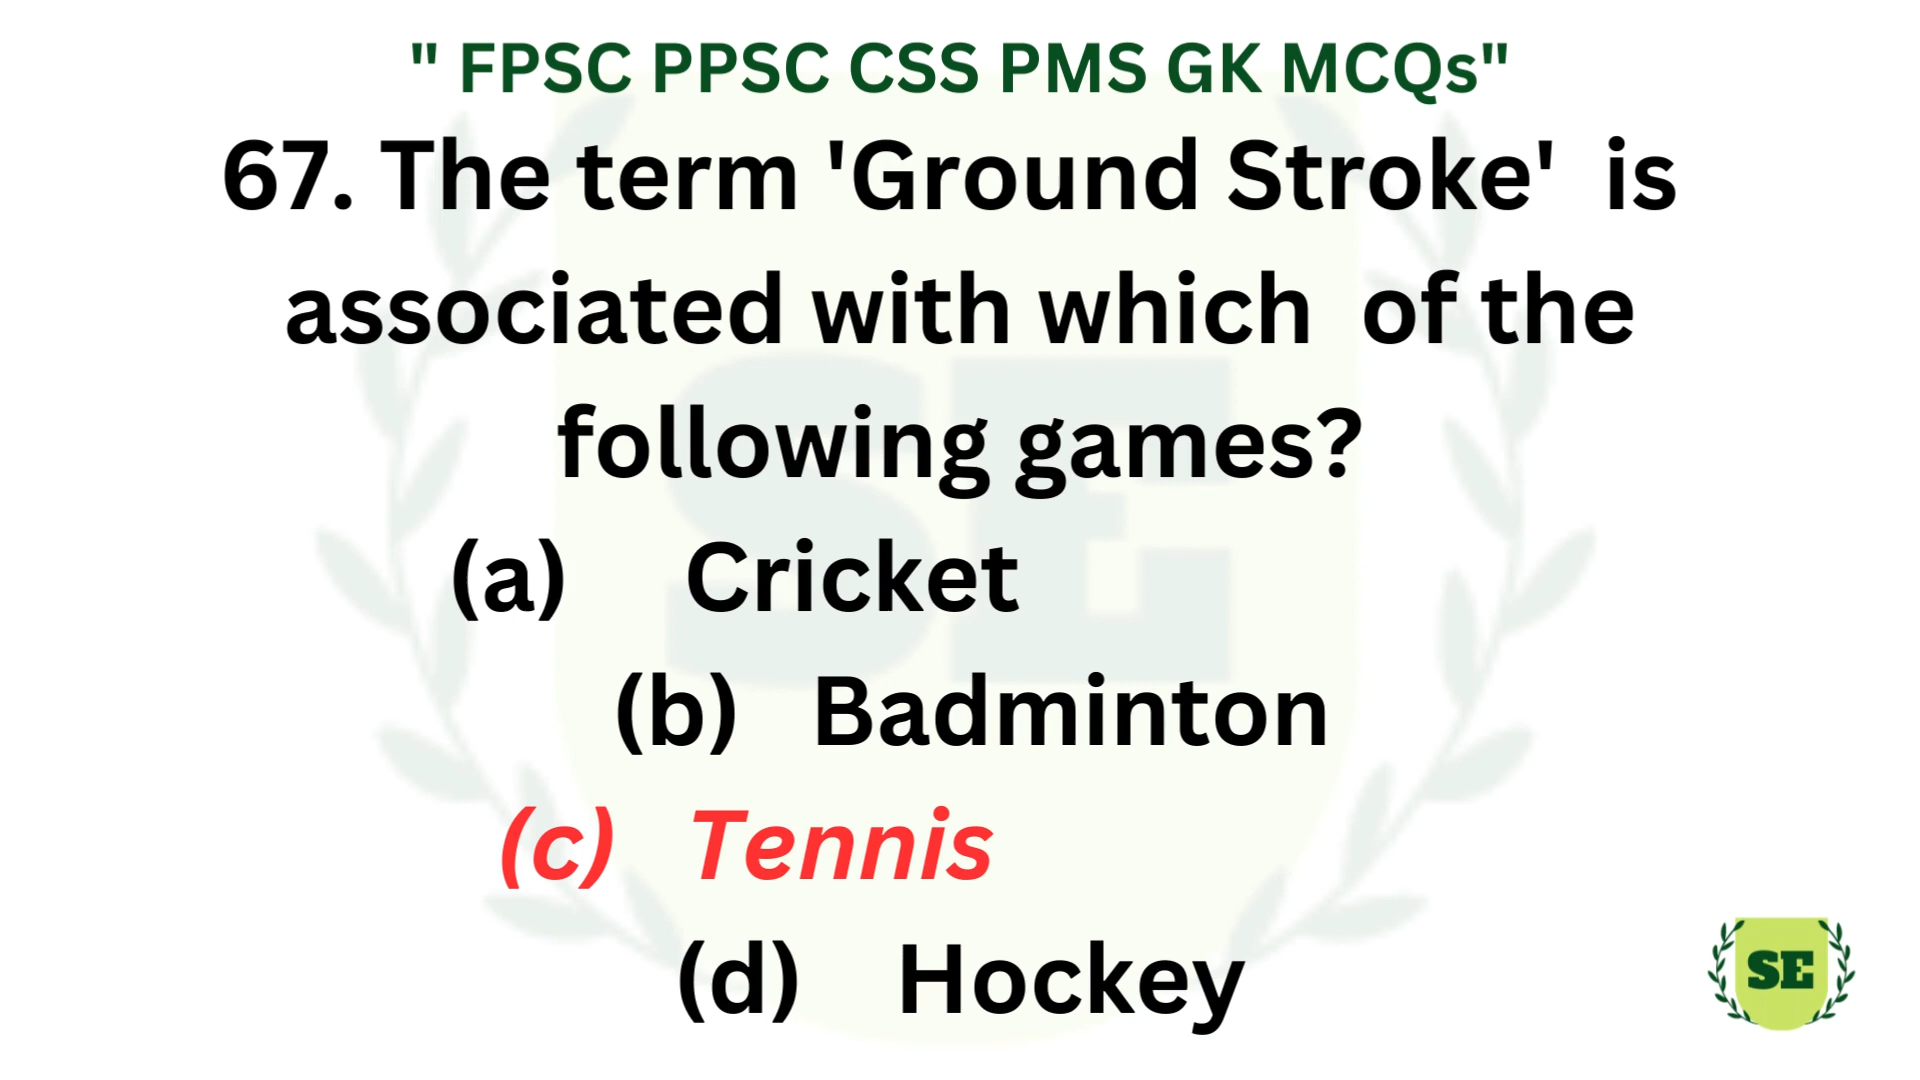 " FPSC PPSC CSS PMS GK MCQs"
67. The term 'Ground Stroke'  is
associated with which  of the
following games?
(a) Cricket
(b) Badminton
(c) Tennis
(d) Hockey
SE
SE